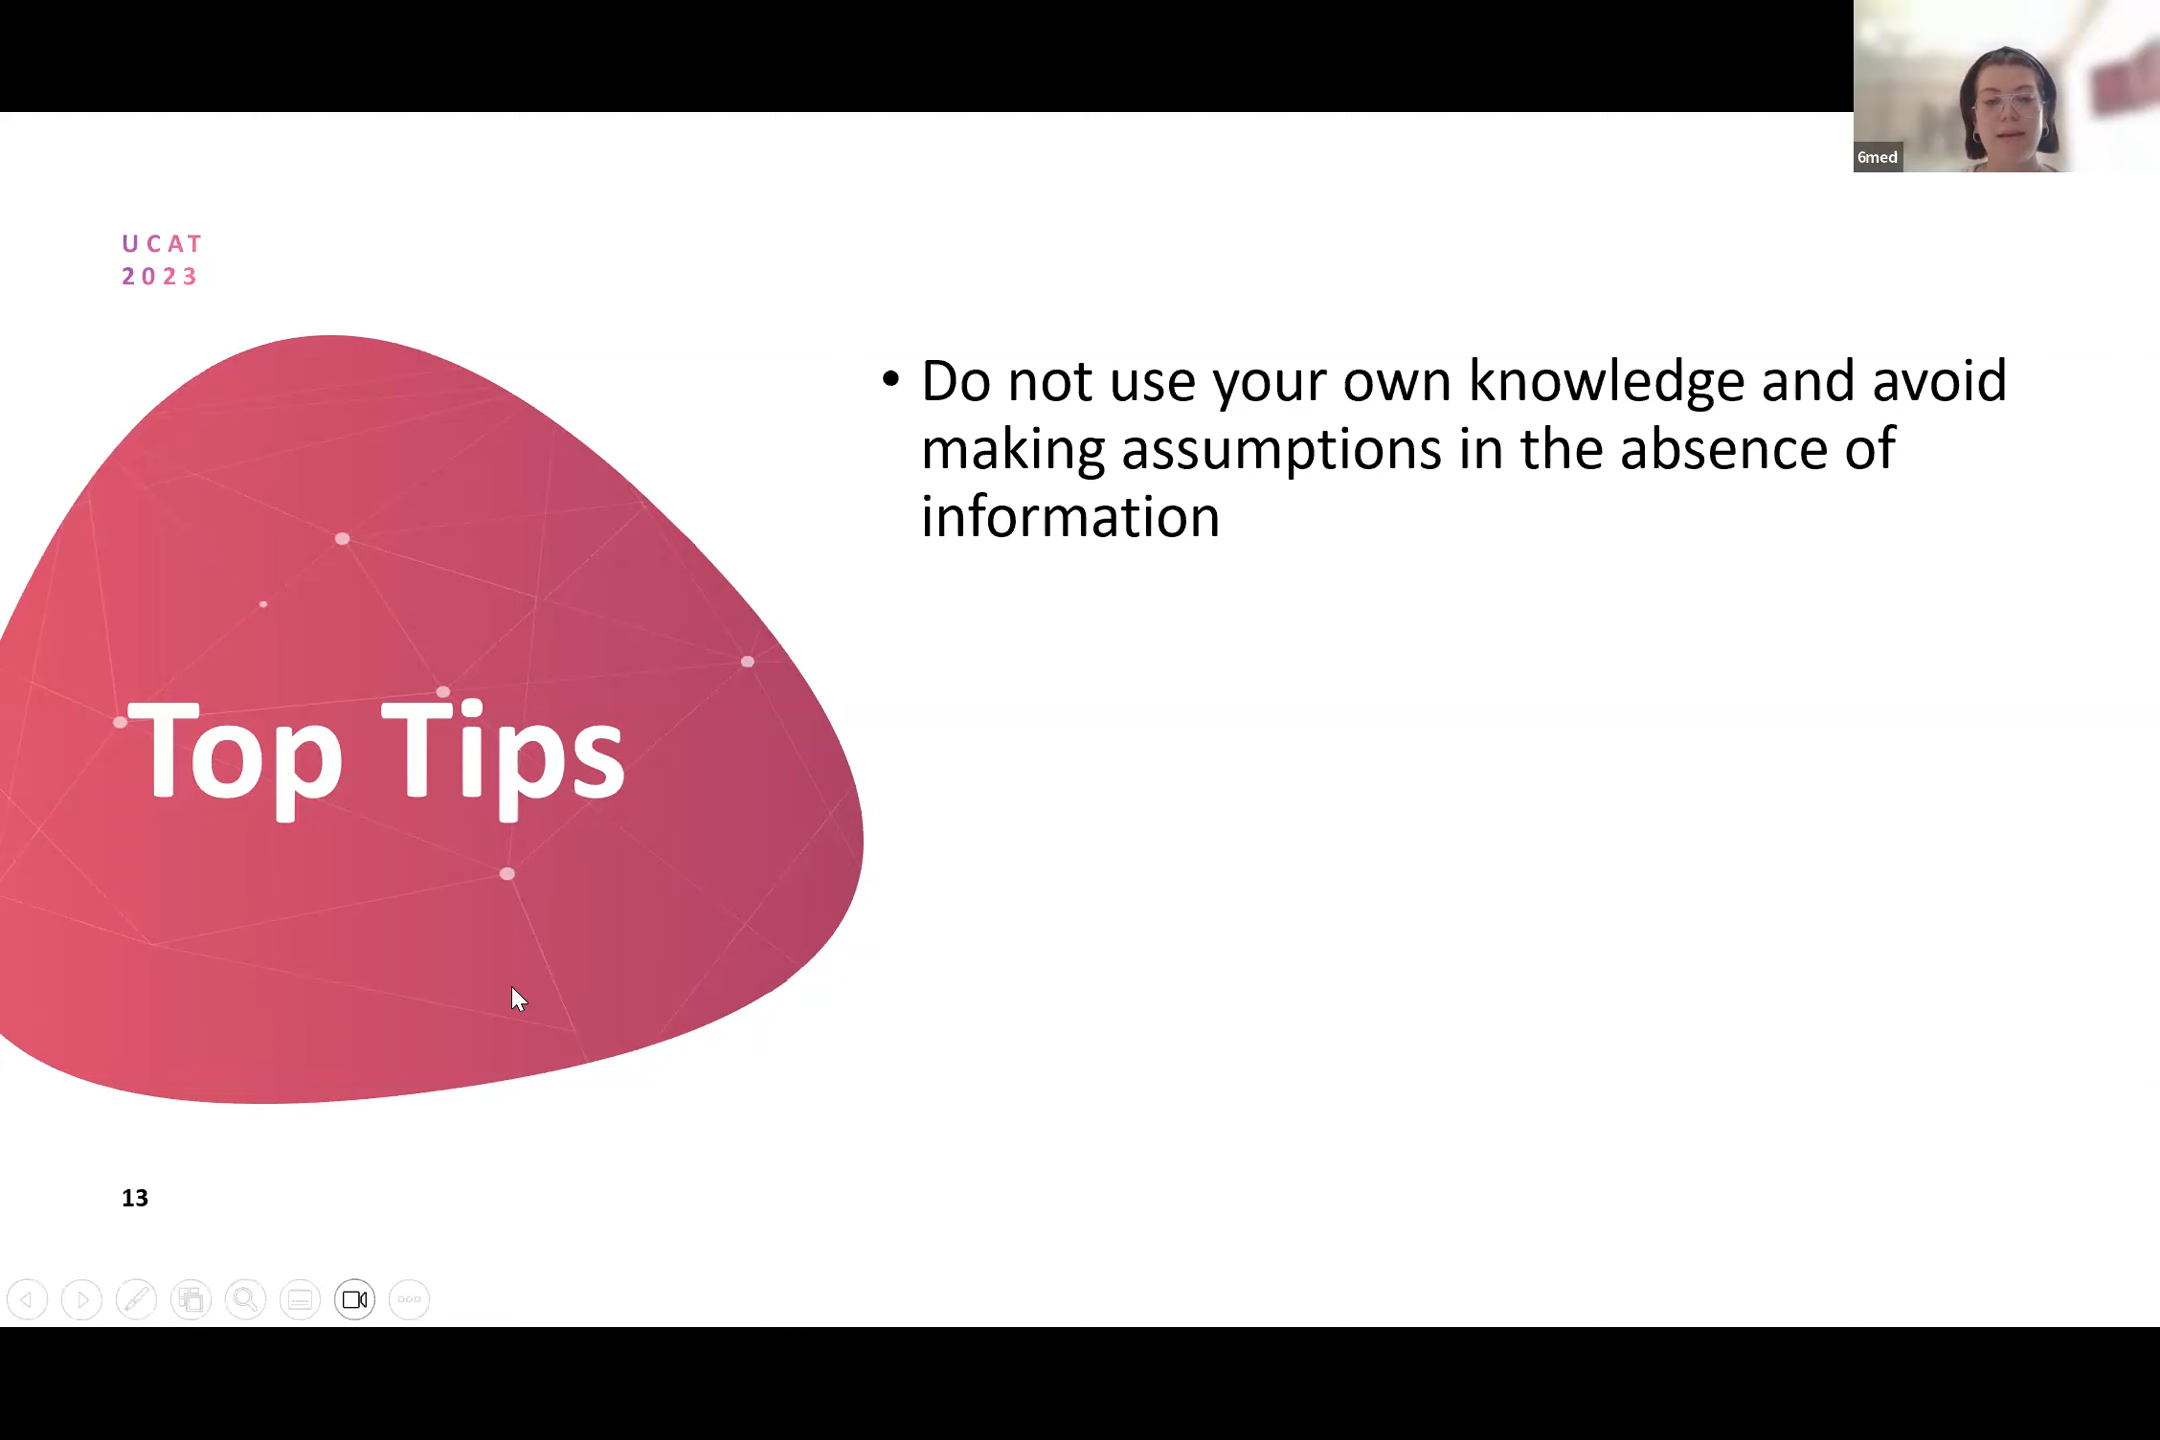 6med
UCAT
2023
• Do not use your own knowledge and avoid
making assumptions in the absence of
information
Top Tips
13